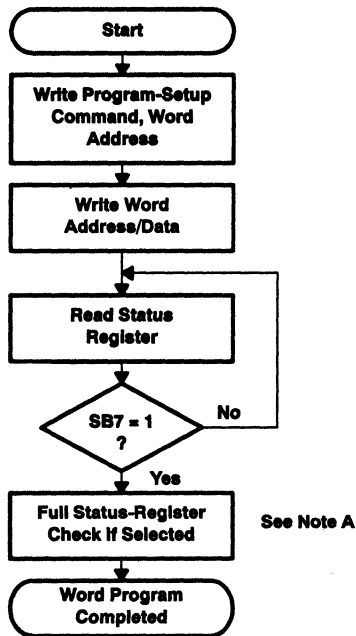 Start
Write Program-Setup
Command, Word
Address
Write Word
Address/Data
Read Status
Register
SB7 = 1
?
No
Yes
Full Status-Register
Check if Selected
See Note A
Word Program
Completed